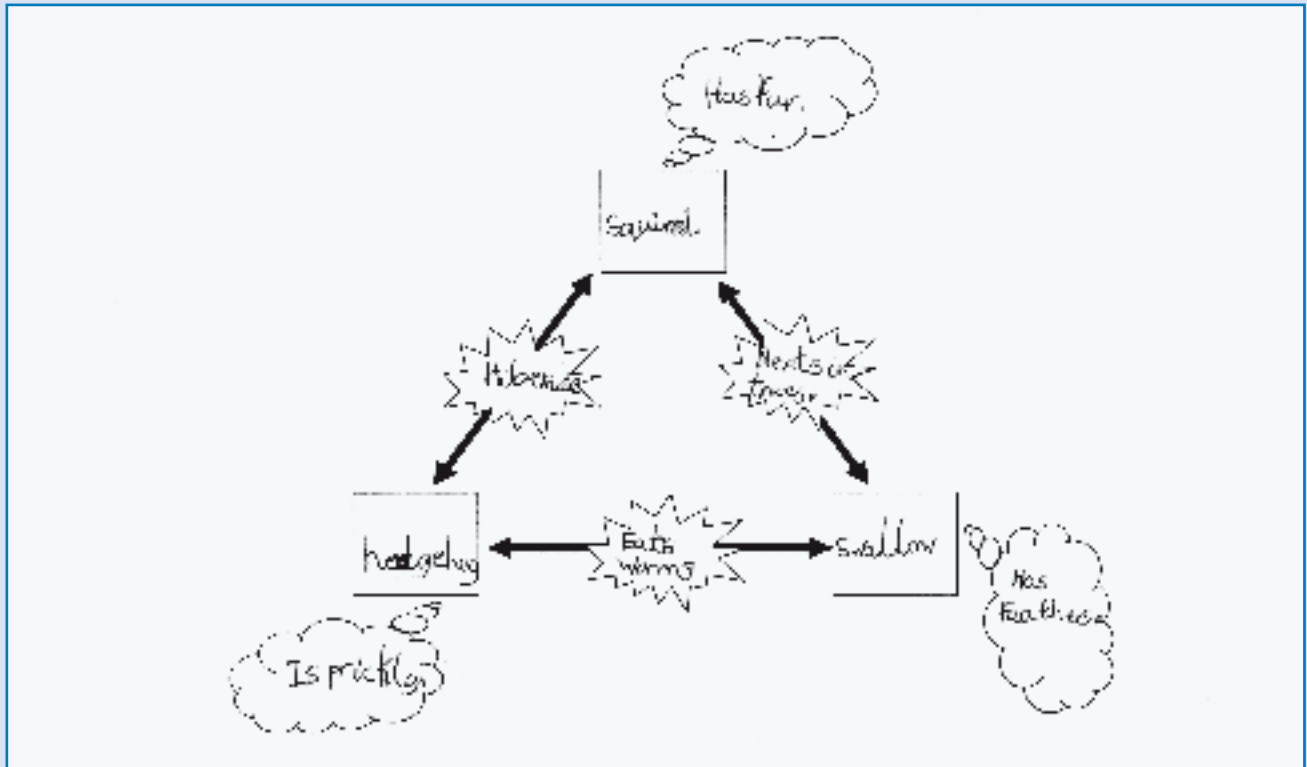 Has Fur.
Squirrel.
Hibernate
Nests in
trees.
hedgehog
Eats
worms
Swallow
Has
Feathers
Is prickly